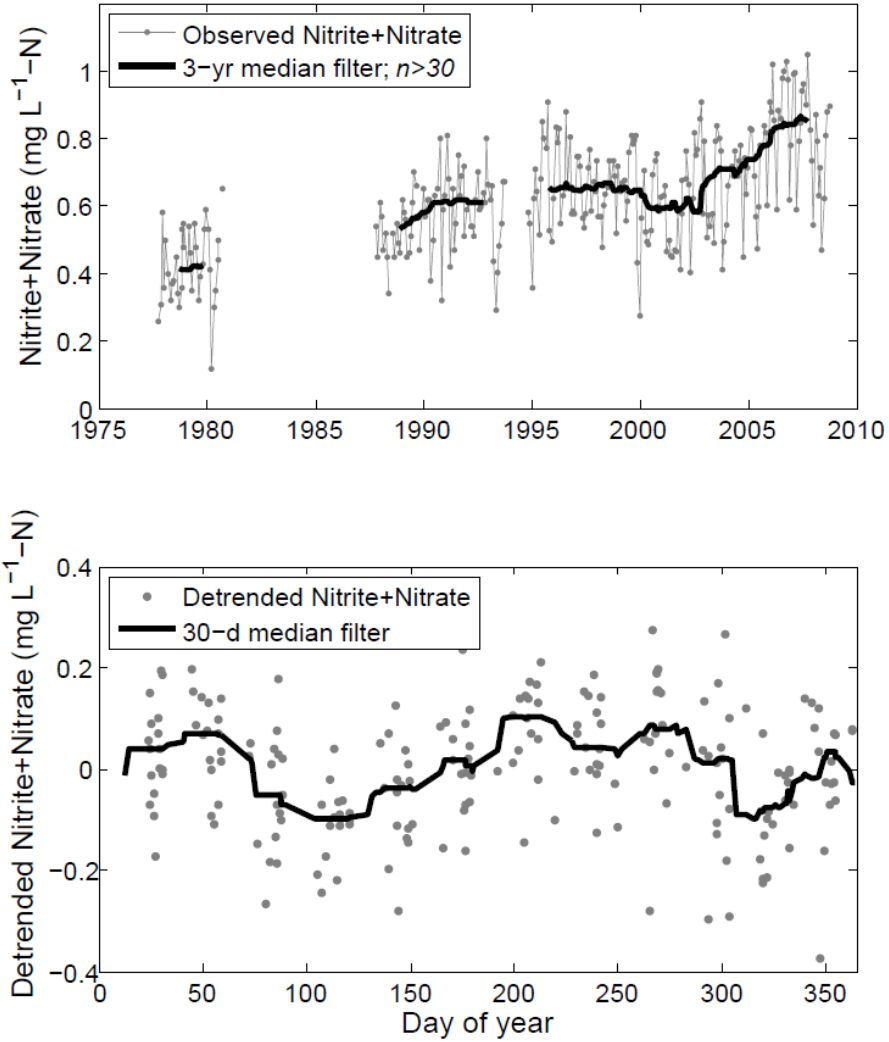 Observed Nitrite+Nitrate
3−yr median filter; n>30
Nitrite+Nitrate (mg L−1−N)
1
0.8
0.6
0.4
0.2
0
1975 1980 1985 1990 1995 2000 2005 2010
Detrended Nitrite+Nitrate
30−d median filter
Detrended Nitrite+Nitrate (mg L−1−N)
0.4
0.2
0
−0.2
−0.4
0 50 100 150 200 250 300 350
Day of year